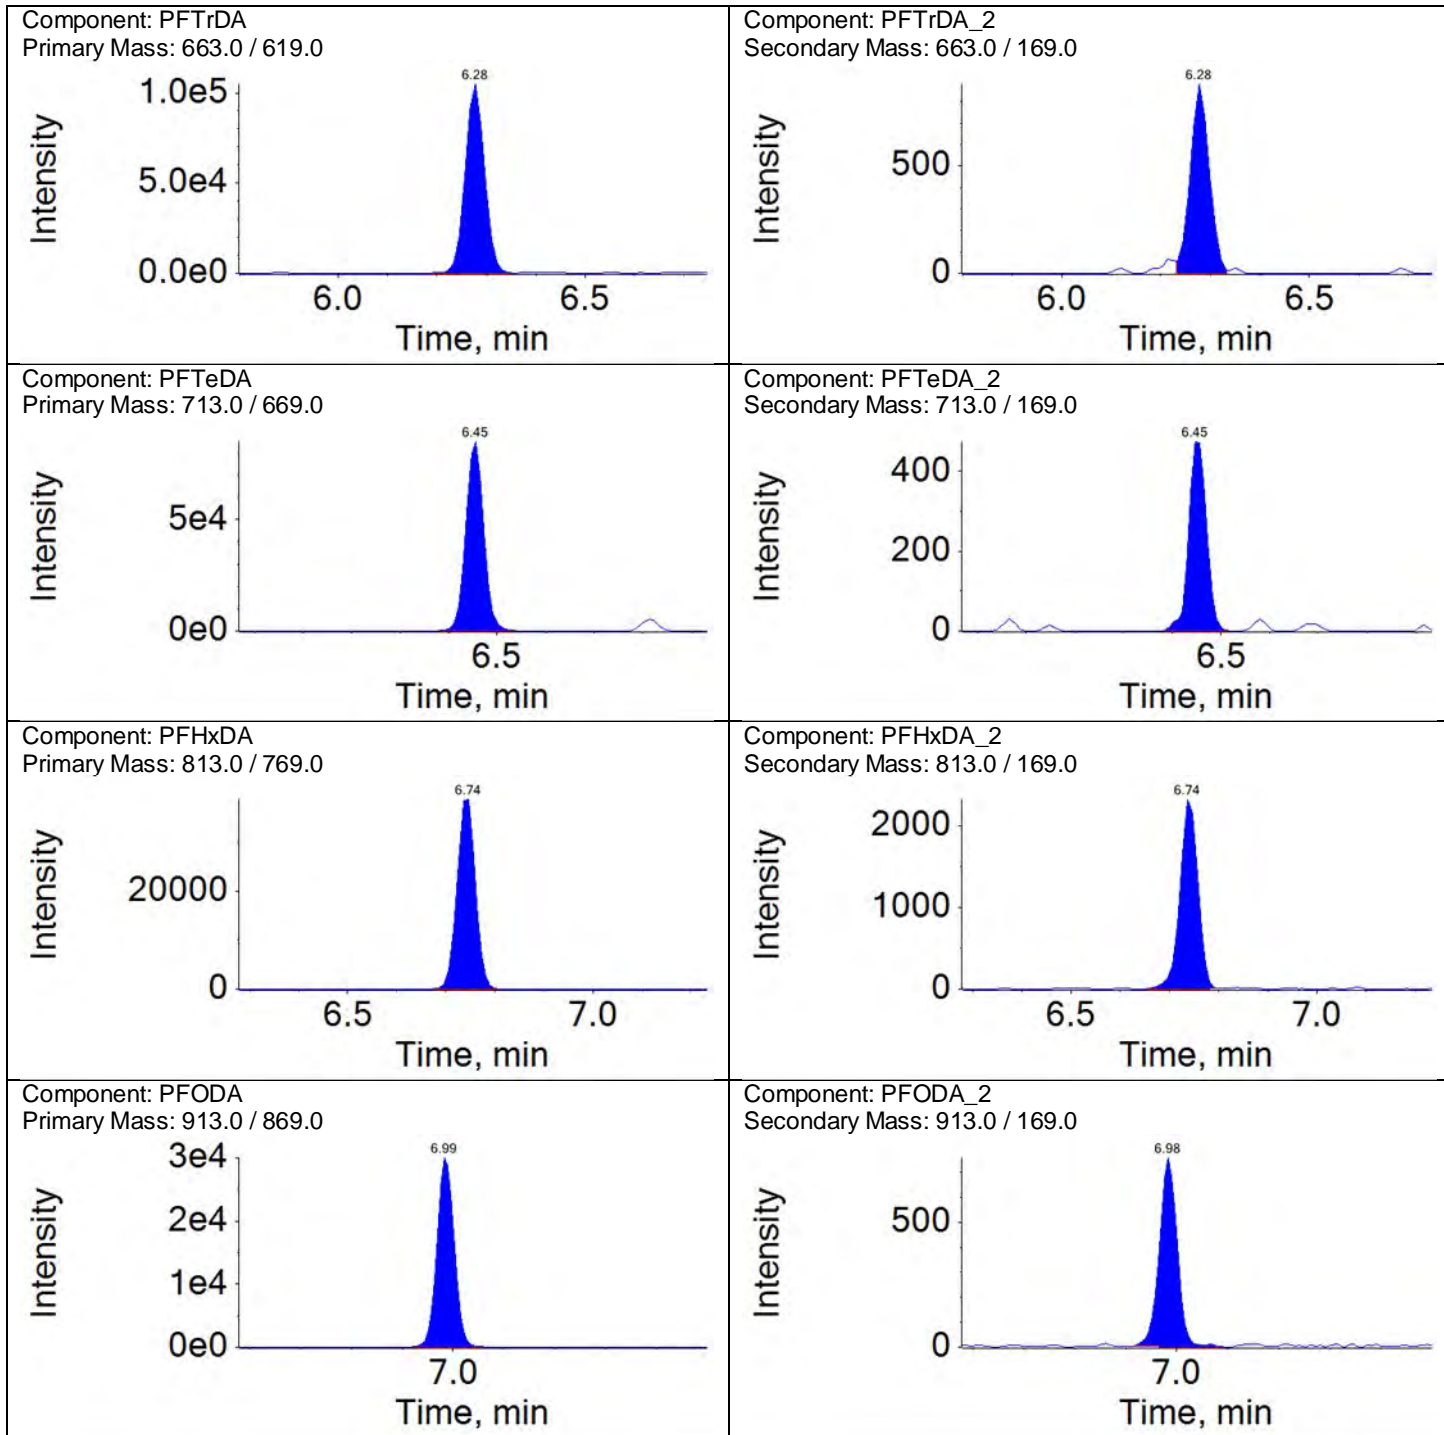 Component: PFTrDA
Primary Mass: 663.0 / 619.0
6.28
1.0e5
5.0e4
0.0e0
Intensity
6.0
6.5
Time, min
Component: PFTrDA_2
Secondary Mass: 663.0 / 169.0
6.28
500
0
Intensity
6.0
6.5
Time, min
Component: PFTeDA
Primary Mass: 713.0 / 669.0
6.45
5e4
0e0
Intensity
6.5
Time, min
Component: PFTeDA_2
Secondary Mass: 713.0 / 169.0
6.45
400
200
0
Intensity
6.5
Time, min
Component: PFHxDA
Primary Mass: 813.0 / 769.0
6.74
20000
0
Intensity
6.5
7.0
Time, min
Component: PFHxDA_2
Secondary Mass: 813.0 / 169.0
6.74
2000
1000
0
Intensity
6.5
7.0
Time, min
Component: PFODA
Primary Mass: 913.0 / 869.0
6.99
3e4
2e4
1e4
0e0
Intensity
7.0
Time, min
Component: PFODA_2
Secondary Mass: 913.0 / 169.0
6.98
500
0
Intensity
7.0
Time, min